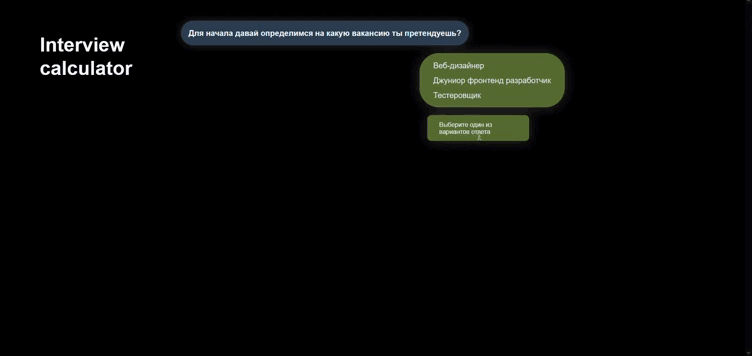 Interview
calculator
Для начала давай определимся на какую вакансию ты претендуешь?
Веб-дизайнер
Джуниор фронтенд разработчик
Тестеровщик
Выберите один из
вариантов ответа